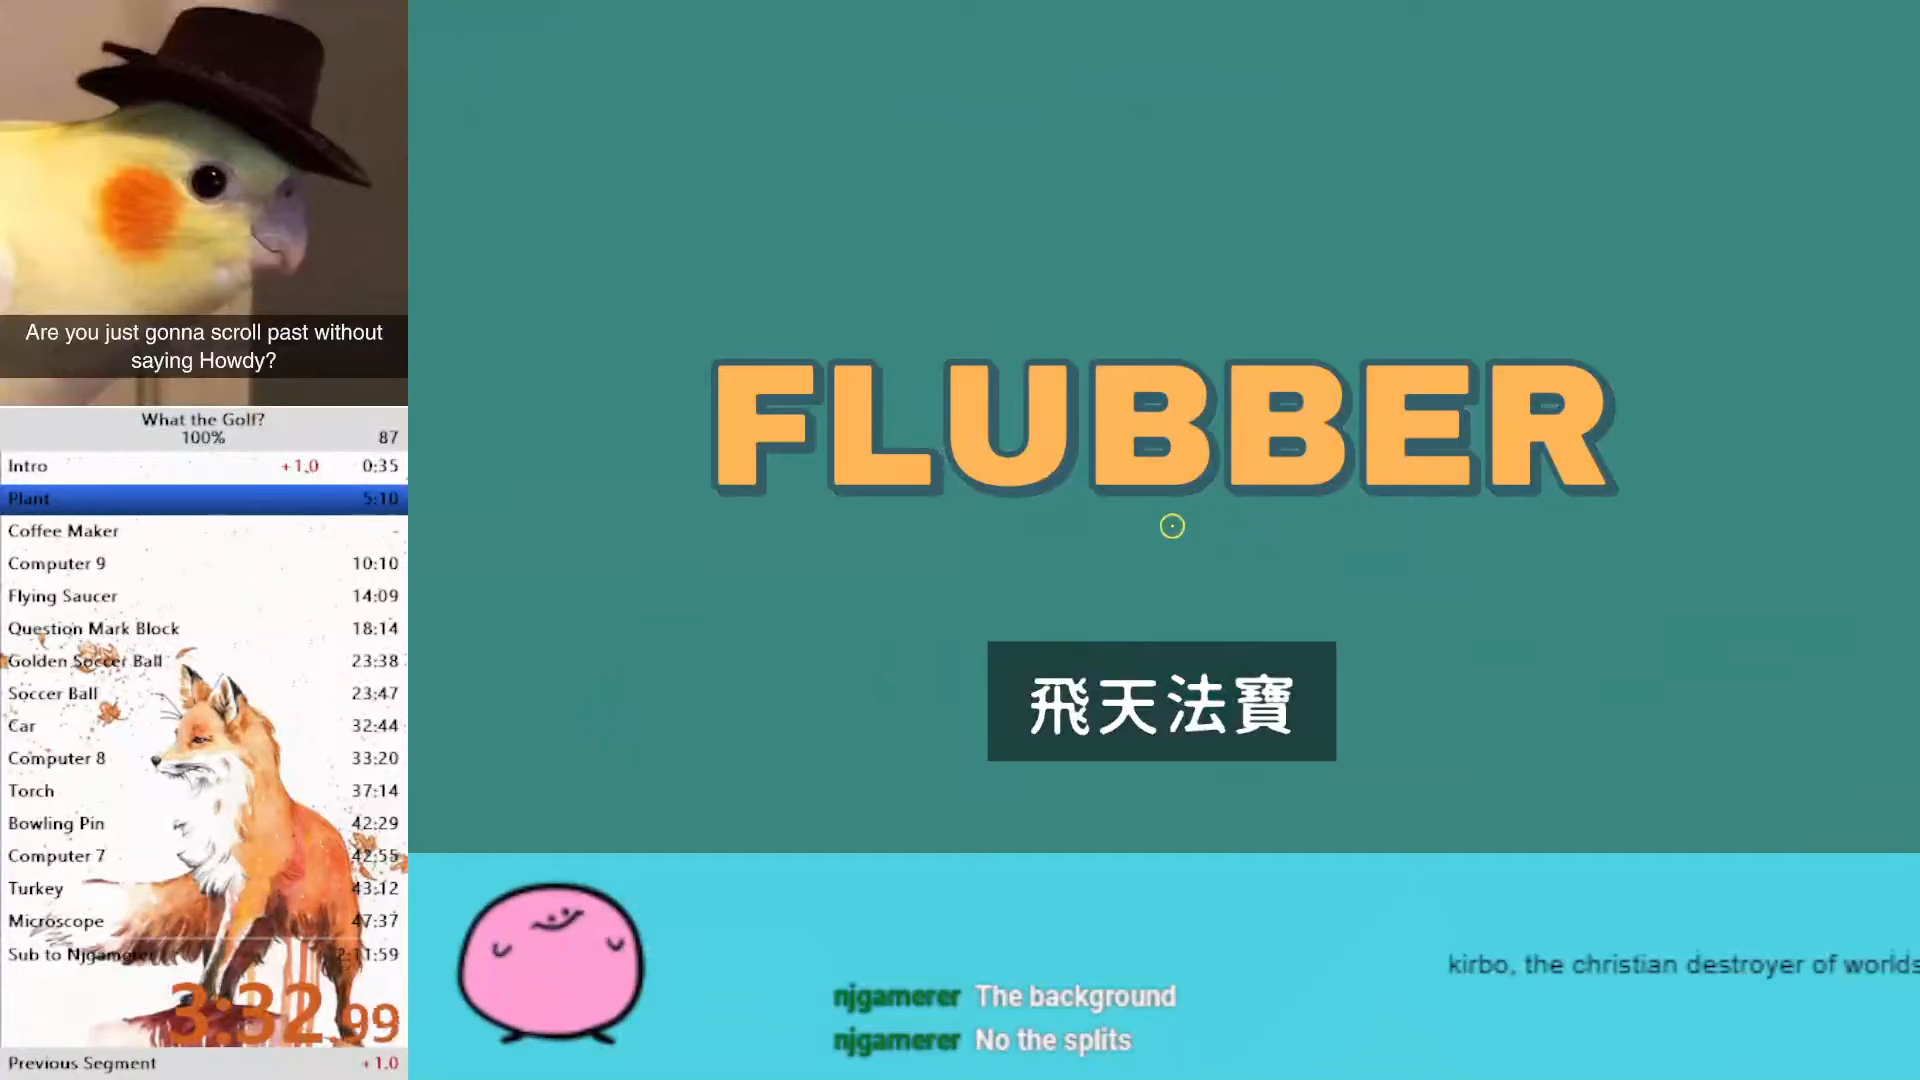 Are you just gonna scroll past without
saying Howdy?
What the Golf?
100% 87
Intro +1.0 0:35
Plant 5:10
Coffee Maker -
Computer 9 10:10
Flying Saucer 14:09
Question Mark Block 18:14
Golden Soccer Ball 23:38
Soccer Ball 23:47
Car 32:44
Computer 8 33:20
Torch 37:14
Bowling Pin 42:29
Computer 7 42:55
Turkey 43:12
Microscope 47:37
Sub to Njgamerer 2:11:59
3:32.99
Previous Segment +1.0
FLUBBER
飛天法寶
njgamerer The background
njgamerer No the splits
kirbo, the christian destroyer of worlds